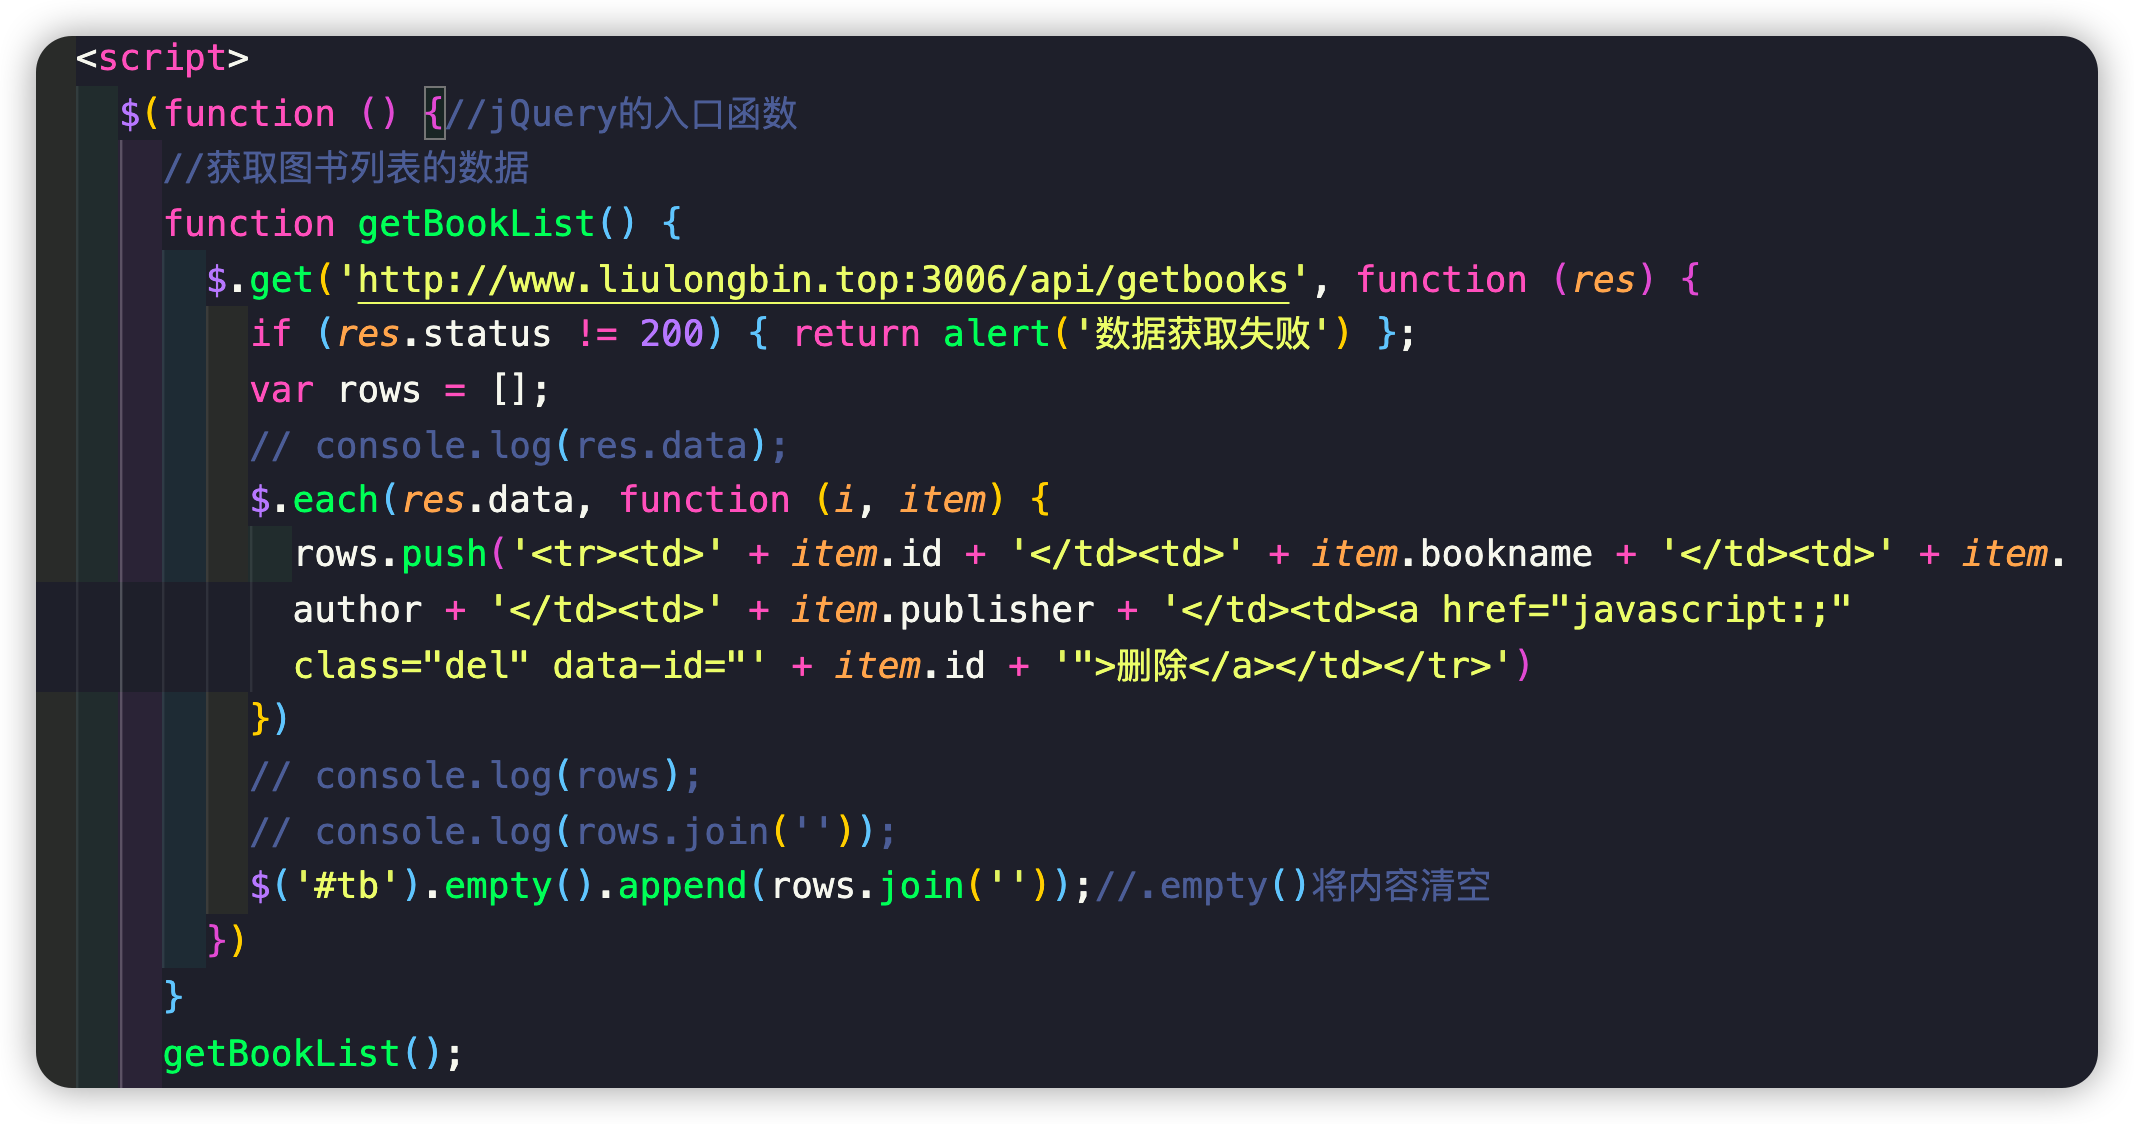 <script>
$(function () {//jQuery的入口函数
//获取图书列表的数据
function getBookList() {
$.get('http://www.liulongbin.top:3006/api/getbooks', function (res) {
if (res.status != 200) { return alert('数据获取失败') };
var rows = [];
// console.log(res.data);
$.each(res.data, function (i, item) {
rows.push('<tr><td>' + item.id + '</td><td>' + item.bookname + '</td><td>' + item.
author + '</td><td>' + item.publisher + '</td><td><a href="javascript:;"
class="del" data-id="' + item.id + '">删除</a></td></tr>')
})
// console.log(rows);
// console.log(rows.join(''));
$('#tb').empty().append(rows.join(''));//.empty()将内容清空
})
}
getBookList();